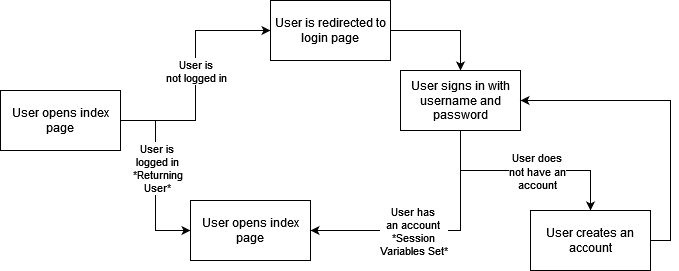 User is redirected to
login page
User is
not logged in
User signs in with
username and
password
User opens index
page
User is
logged in
*Returning
User*
User does
not have an
account
User opens index
page
User has
an account
*Session
Variables Set*
User creates an
account